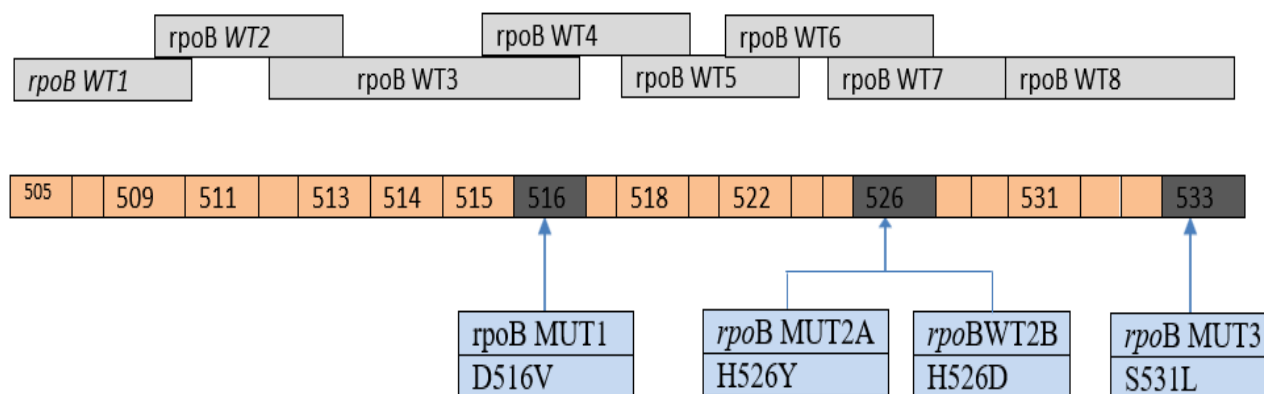 rpoB WT2
rpoB WT4
rpoB WT6
rpoB WT1
rpoB WT3
rpoB WT5
rpoB WT7
rpoB WT8
505 509 511 513 514 515 516 518 522 526 531 533
rpoB MUT1
D516V
rpoB MUT2A
H526Y
rpoBWT2B
H526D
rpoB MUT3
S531L